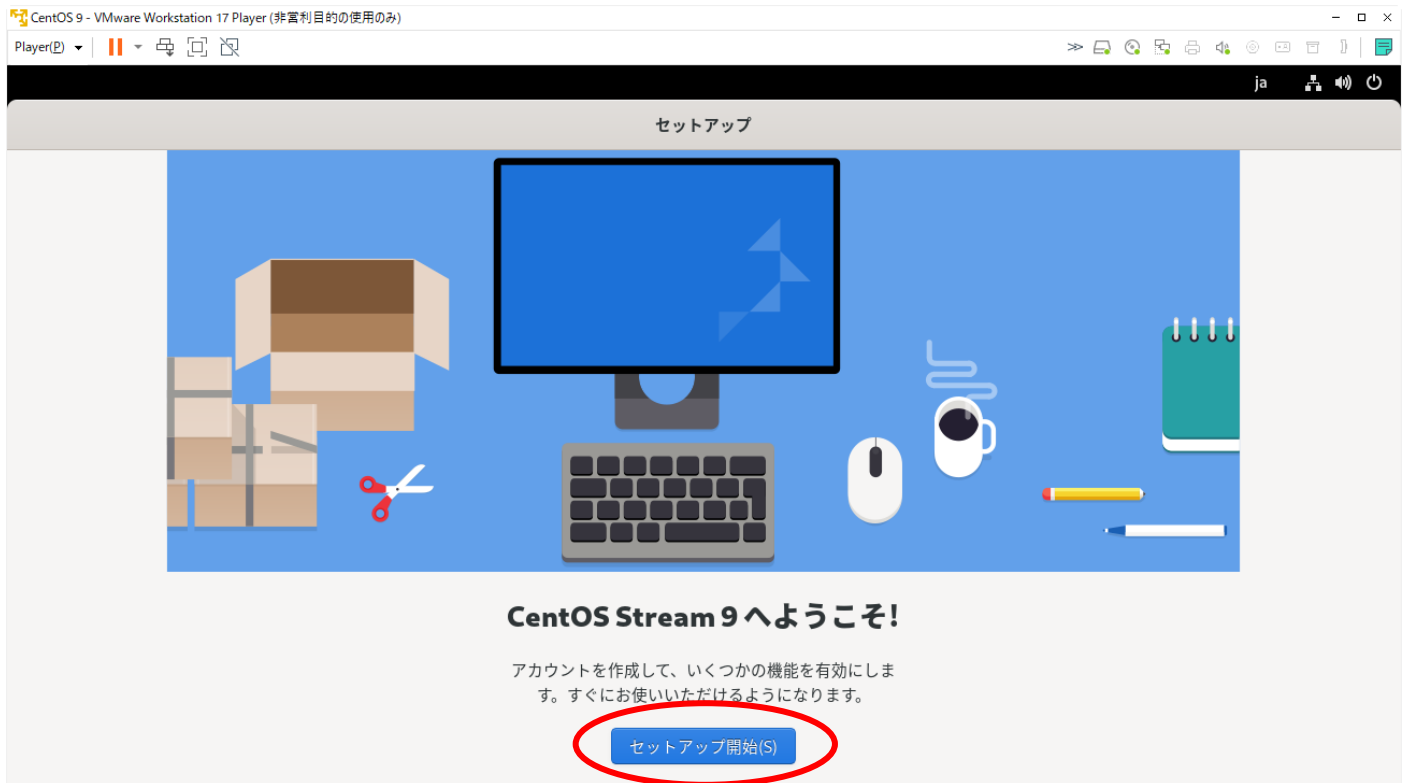 CentOS 9 - VMware Workstation 17 Player (非営利目的の使用のみ)
Player(P)
ja
セットアップ
CentOS Stream 9 へようこそ!
アカウントを作成して、いくつかの機能を有効にしま
す。すぐにお使いいただけるようになります。
セットアップ開始(S)